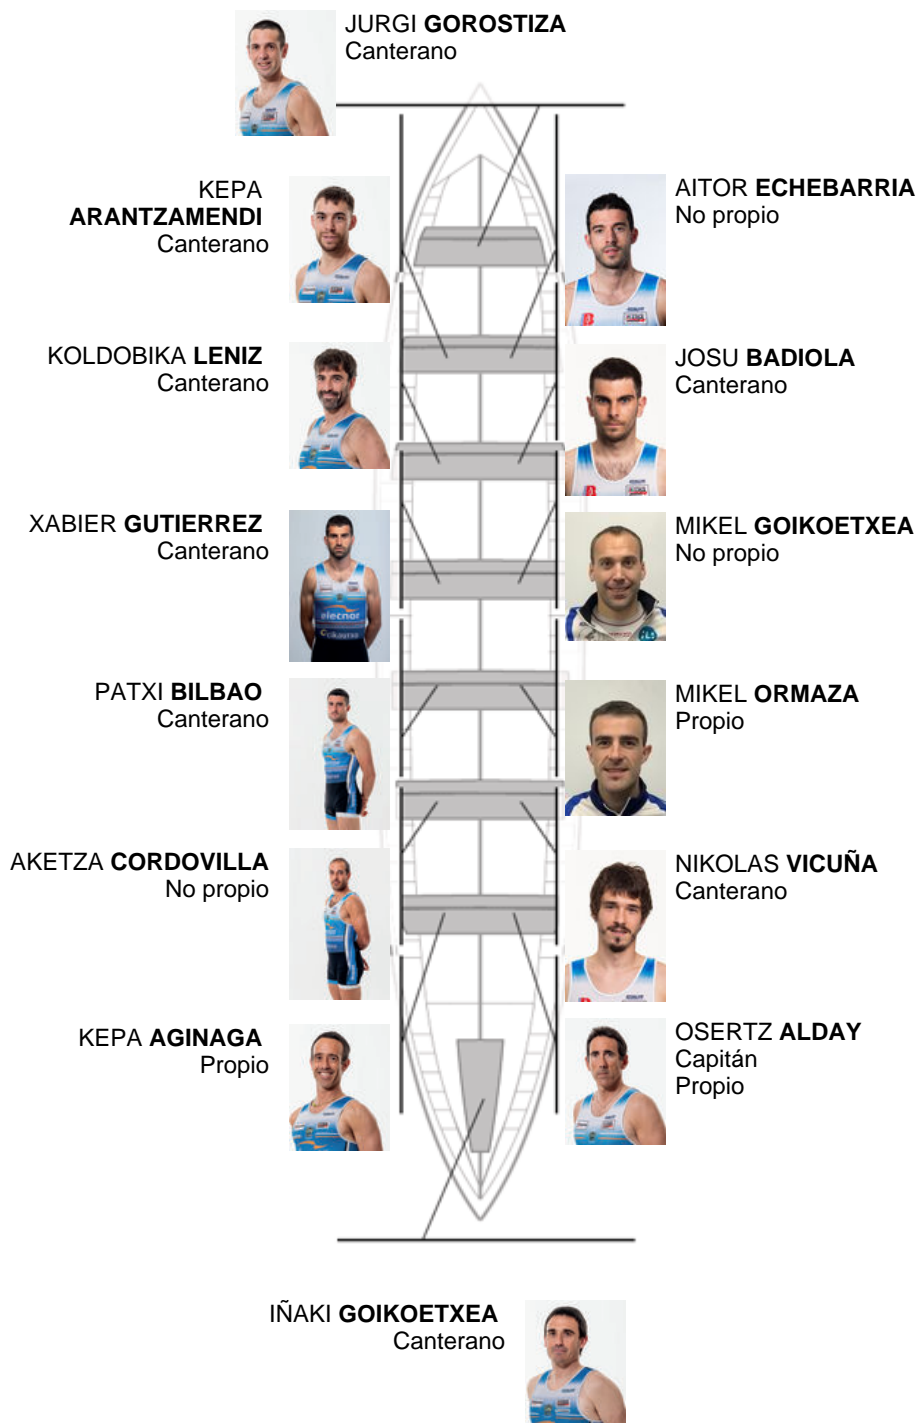 JURGI GOROSTIZA
Canterano
KEPA
ARANTZAMENDI
Canterano
AITOR ECHEBARRIA
No propio
KOLDOBIKA LENIZ
Canterano
JOSU BADIOLA
Canterano
XABIER GUTIERREZ
Canterano
elecnor
cikautxo
MIKEL GOIKOETXEA
No propio
PATXI BILBAO
Canterano
MIKEL ORMAZA
Propio
AKETZA CORDOVILLA
No propio
NIKOLAS VICUÑA
Canterano
KEPA AGINAGA
Propio
OSERTZ ALDAY
Capitán
Propio
IÑAKI GOIKOETXEA
Canterano